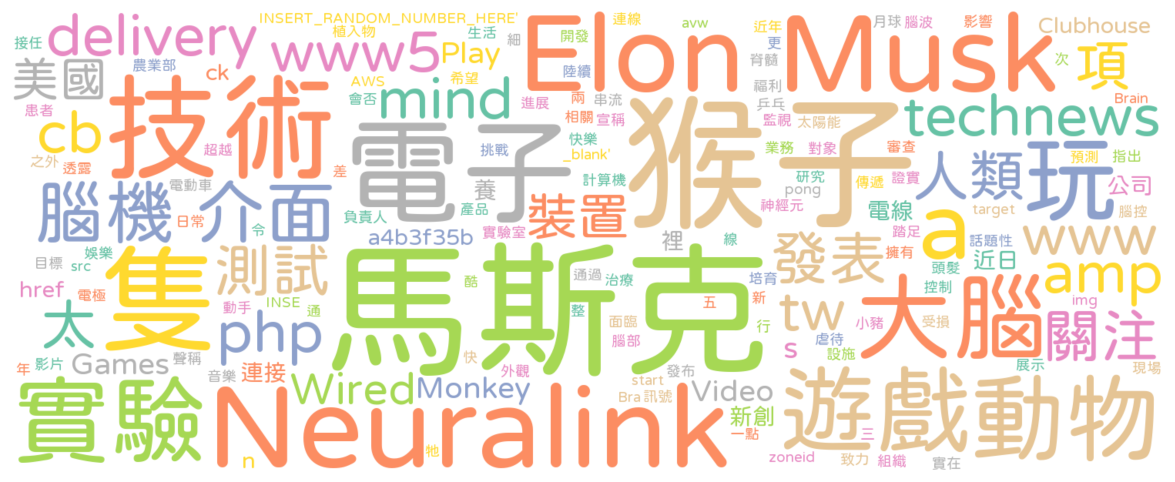 INSERT_RANDOM_NUMBER_HERE'
連線
avw
近年
月球
腦波
影響
Clubhouse
接任
delivery
植入物
生活
細
開發
更
脊髓
次
農業部
www5
Play
Elon Musk
項
美國
ck
AWS
希望
陸續
福利
患者
技術
mind
會否
進展
兩
串流
乒乓
Brain
cb
相關
宣稱
監視
太陽能
technews
超越
電子
挑戰
快樂
_blank'
猴子
業務
對象
審查
之外
透露
人類
玩
預測
指出
差
計算機
研究
傳遞
證實
電動車
養
pong
公司
腦機介面
負責人
產品
裝置
神經元
電線
target
腦控
日常
令
實驗室
踏足
a4b3f35b
裡
線
a
www
娛樂
隻
測試
發表
擁有
話題性
目標
src
馬斯克
酷
通過
治療
培育
頭髮
近日
amp
控制
href
電極
動手
INSE
通
整
五
新
tw
大腦
img
太
php
面臨
行
小豬
受損
關注
腦部
s
虐待
設施
年
影片
Games
聲稱
快
外觀
發布
展示
現場
音樂
連接
start
實驗
Wired
Monkey
Bra
訊號
Video
遊戲
動物
Neuralink
新創
一點
三
n
牠
zoneid
致力
組織
實在